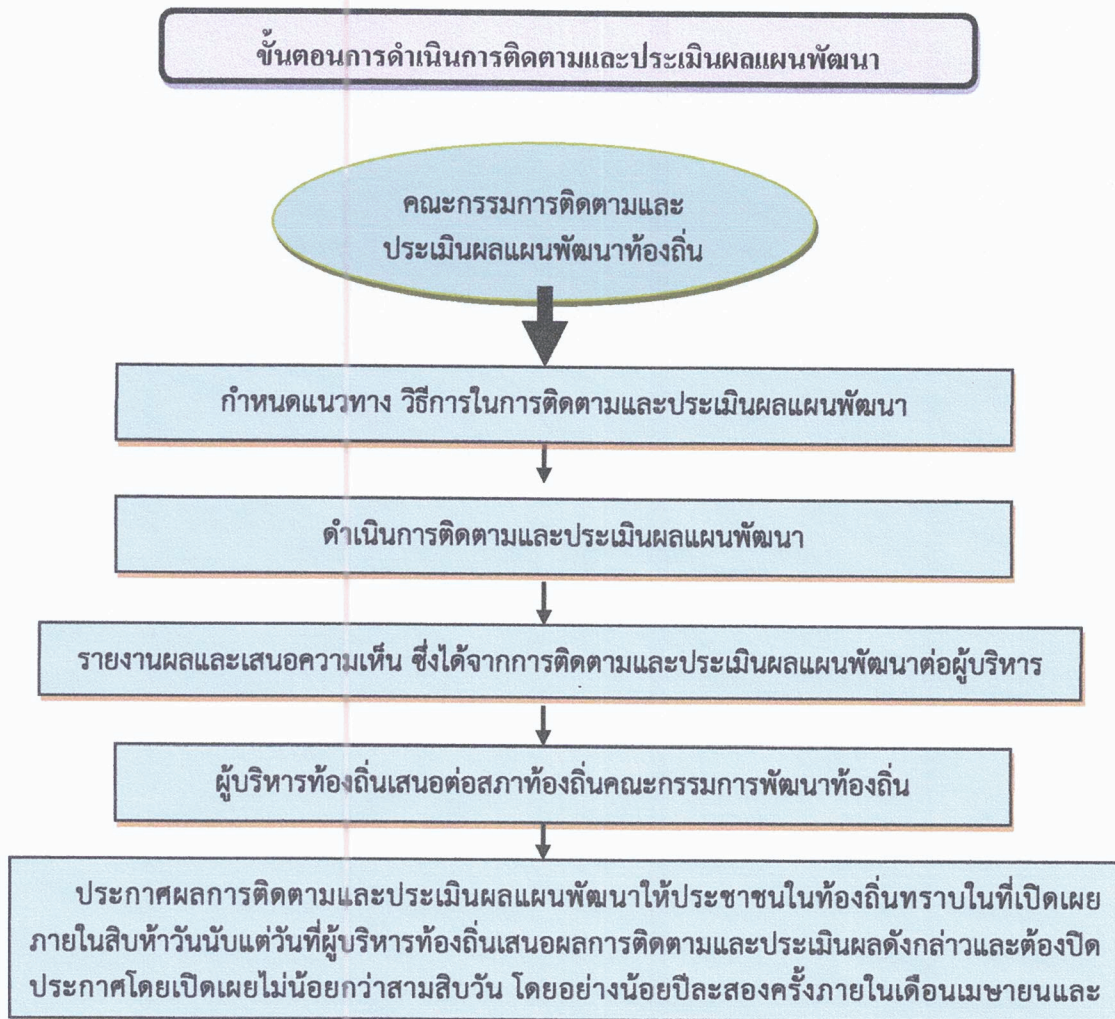 ขั้นตอนการดำเนินการติดตามและประเมินผลแผนพัฒนา
คณะกรรมการติดตามและ
ประเมินผลแผนพัฒนาท้องถิ่น
กำหนดแนวทาง วิธีการในการติดตามและประเมินผลแผนพัฒนา
ดำเนินการติดตามและประเมินผลแผนพัฒนา
รายงานผลและเสนอความเห็น ซึ่งได้จากการติดตามและประเมินผลแผนพัฒนาต่อผู้บริหาร
ผู้บริหารท้องถิ่นเสนอต่อสภาท้องถิ่นคณะกรรมการพัฒนาท้องถิ่น
ประกาศผลการติดตามและประเมินผลแผนพัฒนาให้ประชาชนในท้องถิ่นทราบในที่เปิดเผย
ภายในสิบห้าวันนับแต่วันที่ผู้บริหารท้องถิ่นเสนอผลการติดตามและประเมินผลดังกล่าวและต้องปิด
ประกาศโดยเปิดเผยไม่น้อยกว่าสามสิบวัน โดยอย่างน้อยปีละสองครั้งภายในเดือนเมษายนและ